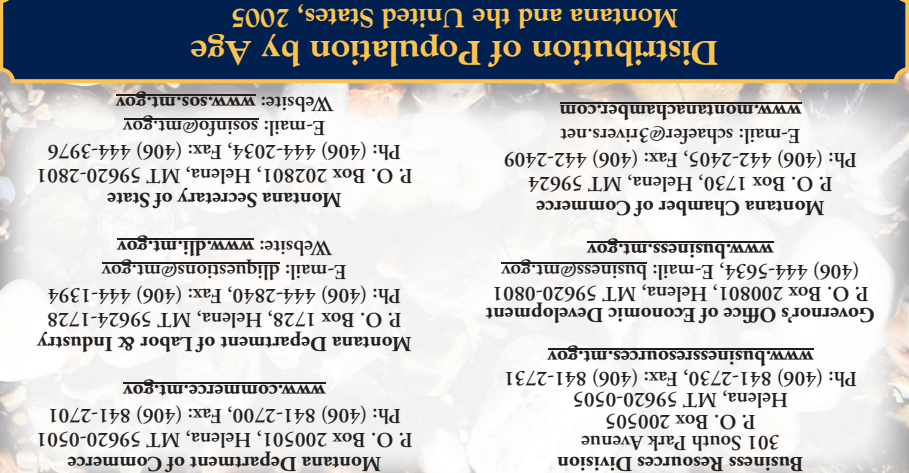 Business Resources Division
301 South Park Avenue
P. O. Box 200505
Helena, MT 59620-0505
Ph: (406) 841-2730, Fax: (406) 841-2731
www.businessresources.mt.gov
Governor's Office of Economic Development
P. O. Box 200801, Helena, MT 59620-0801
(406) 444-5634, E-mail: business@mt.gov
www.business.mt.gov
Montana Chamber of Commerce
P. O. Box 1730, Helena, MT 59624
Ph: (406) 442-2405, Fax: (406) 442-2409
E-mail: schaefer@3rivers.net
www.montanachamber.com
Montana Department of Commerce
P. O. Box 200501, Helena, MT 59620-0501
Ph: (406) 841-2700, Fax: (406) 841-2701
www.commerce.mt.gov
Montana Department of Labor & Industry
P. O. Box 1728, Helena, MT 59624-1728
Ph: (406) 444-2840, Fax: (406) 444-1394
E-mail: dliquestions@mt.gov
Website: www.dli.mt.gov
Montana Secretary of State
P. O. Box 202801, Helena, MT 59620-2801
Ph: (406) 444-2034, Fax: (406) 444-3976
E-mail: sosinfo@mt.gov
Website: www.sos.mt.gov
Distribution of Population by Age
Montana and the United States, 2005